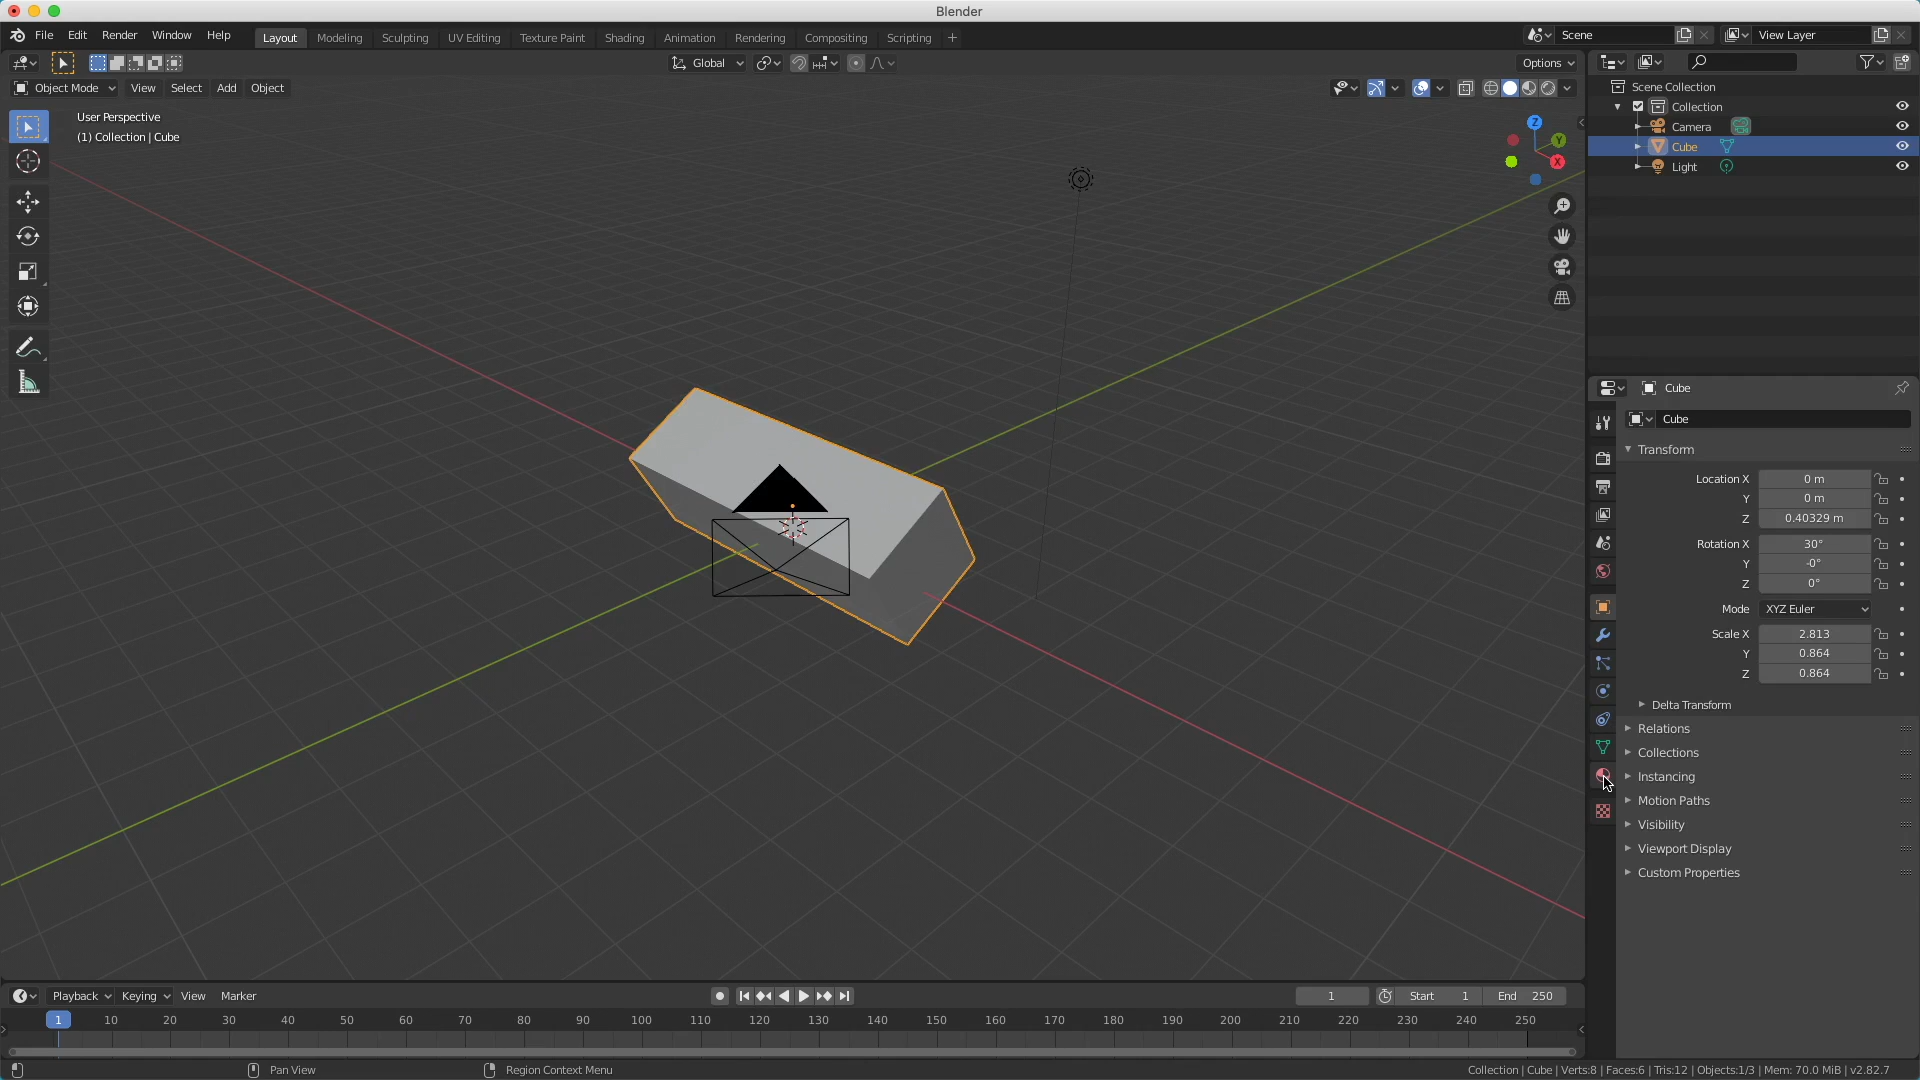 Blender
File Edit Render Window Help Layout Modeling Sculpting UV Editing Texture Paint Shading Animation Rendering Compositing Scripting + Scene View Layer
Global Options
Object Mode View Select Add Object
User Perspective
(1) Collection | Cube
Z
Y
X
Scene Collection
Collection
Camera
Cube
Light
Cube
Cube
Transform
Location X 0 m
Y 0 m
Z 0.40329 m
Rotation X 30°
Y -0°
Z 0°
Mode XYZ Euler
Scale X 2.813
Y 0.864
Z 0.864
Delta Transform
Relations
Collections
Instancing
Motion Paths
Visibility
Viewport Display
Custom Properties
Playback Keying View Marker 1 Start 1 End 250
1 10 20 30 40 50 60 70 80 90 100 110 120 130 140 150 160 170 180 190 200 210 220 230 240 250
Pan View Region Context Menu Collection | Cube | Verts:8 | Faces:6 | Tris:12 | Objects:1/3 | Mem: 70.0 MiB | v2.82.7